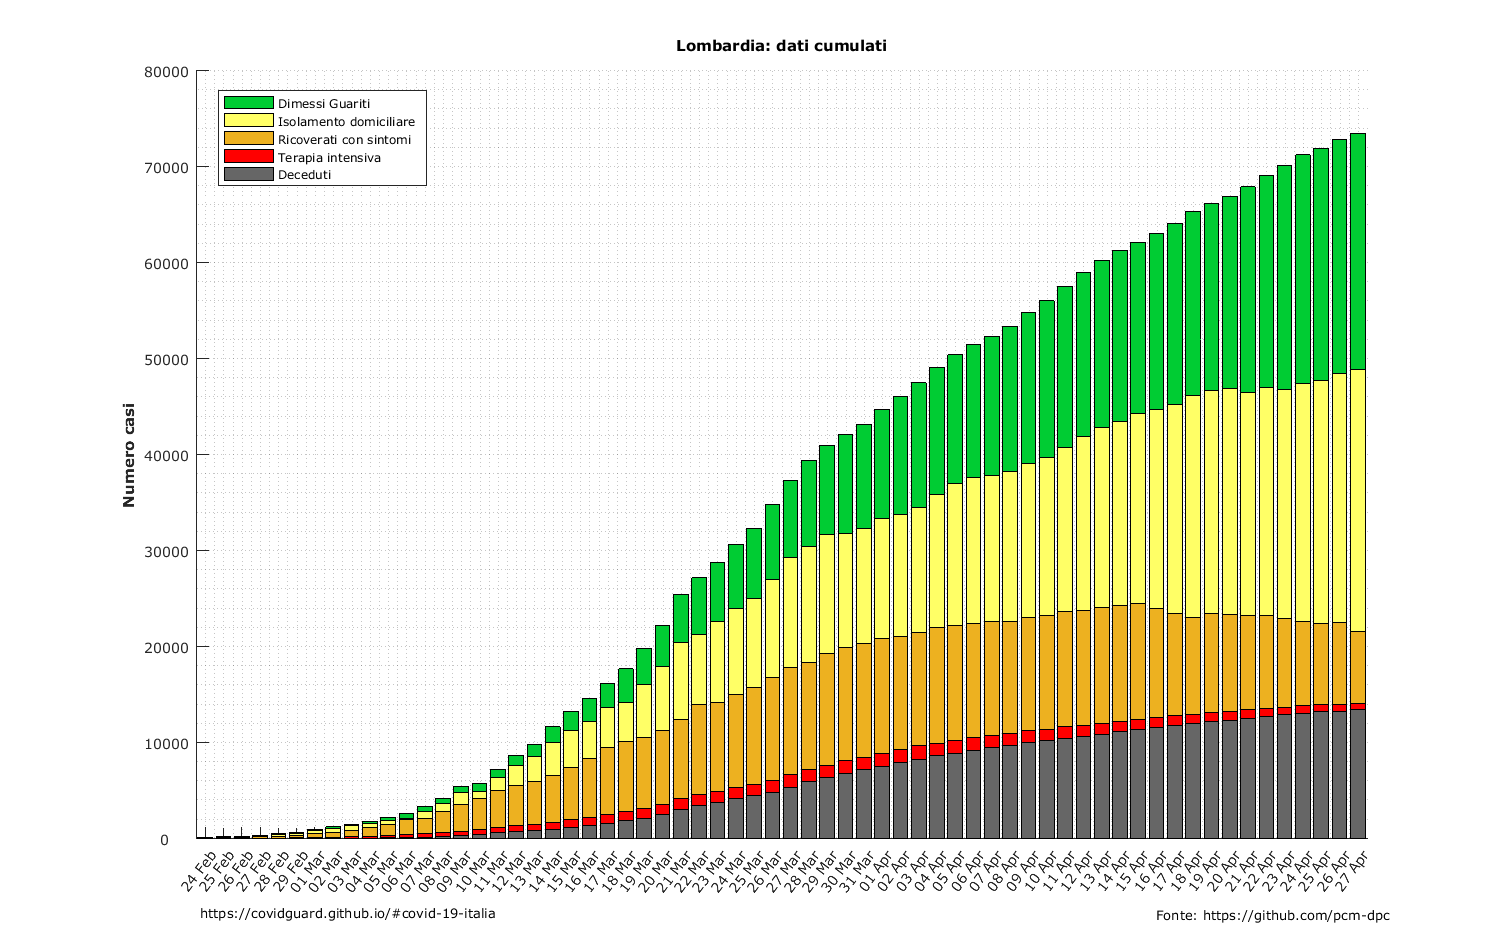 Lombardia: dati cumulati
80000
70000
60000
50000
40000
30000
20000
10000
0
Numero casi
Dimessi Guariti
Isolamento domiciliare
Ricoverati con sintomi
Terapia intensiva
Deceduti
24 Feb
25 Feb
26 Feb
27 Feb
28 Feb
29 Feb
01 Mar
02 Mar
03 Mar
04 Mar
05 Mar
06 Mar
07 Mar
08 Mar
09 Mar
10 Mar
11 Mar
12 Mar
13 Mar
14 Mar
15 Mar
16 Mar
17 Mar
18 Mar
19 Mar
20 Mar
21 Mar
22 Mar
23 Mar
24 Mar
25 Mar
26 Mar
27 Mar
28 Mar
29 Mar
30 Mar
31 Mar
01 Apr
02 Apr
03 Apr
04 Apr
05 Apr
06 Apr
07 Apr
08 Apr
09 Apr
10 Apr
11 Apr
12 Apr
13 Apr
14 Apr
15 Apr
16 Apr
17 Apr
18 Apr
19 Apr
20 Apr
21 Apr
22 Apr
23 Apr
24 Apr
25 Apr
26 Apr
27 Apr
https://covidguard.github.io/#covid-19-italia
Fonte: https://github.com/pcm-dpc